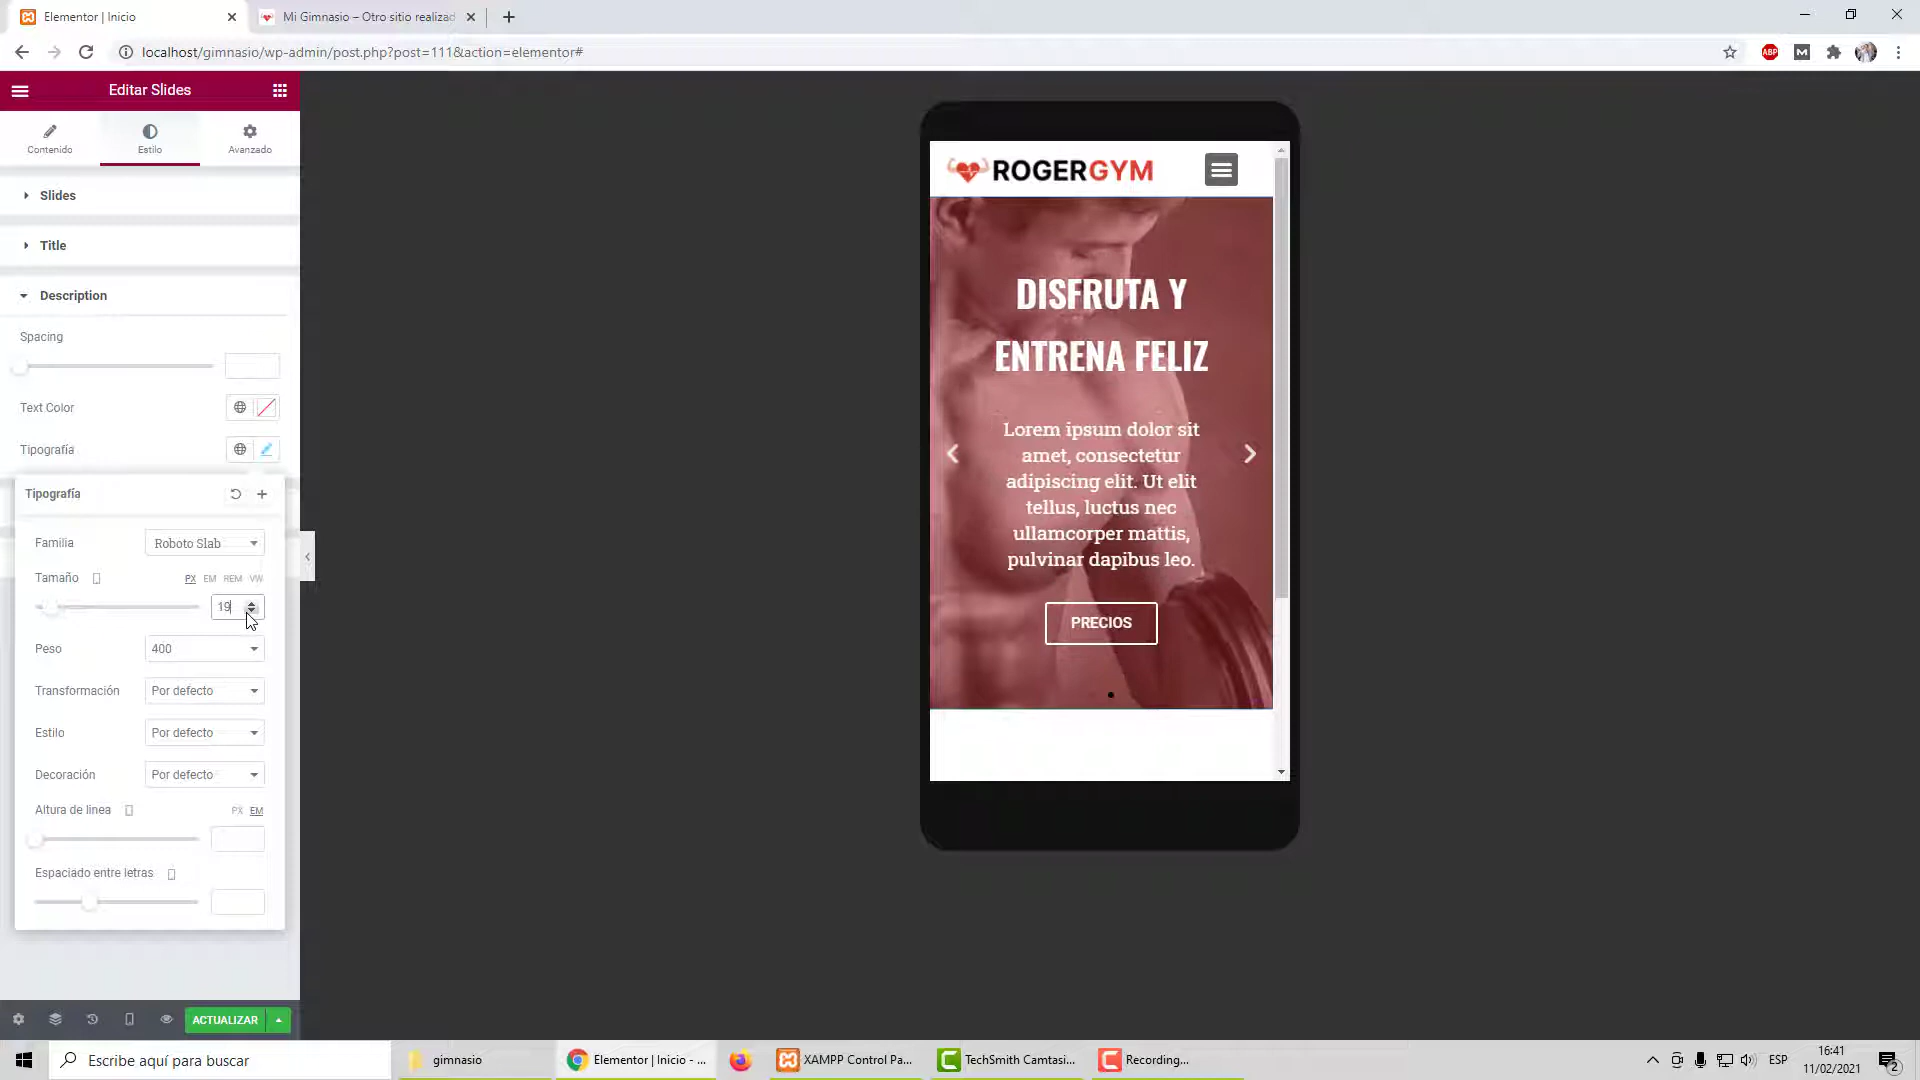 Elementor | Inicio
Mi Gimnasio – Otro sitio realizad
localhost/gimnasio/wp-admin/post.php?post=111&action=elementor#
ABP
M
Editar Slides
Contenido
Estilo
Avanzado
Slides
Title
Description
Spacing
Text Color
Tipografía
Tipografía
Familia
Roboto Slab
Tamaño
PX EM REM VW
19
Peso
400
Transformación
Por defecto
Estilo
Por defecto
Decoración
Por defecto
Altura de linea
PX EM
Espaciado entre letras
ACTUALIZAR
ROGERGYM
DISFRUTA Y
ENTRENA FELIZ
Lorem ipsum dolor sit
amet, consectetur
adipiscing elit. Ut elit
tellus, luctus nec
ullamcorper mattis,
pulvinar dapibus leo.
PRECIOS
Escribe aquí para buscar
gimnasio
Elementor | Inicio - ...
XAMPP Control Pa...
TechSmith Camtasi...
Recording...
ESP
16:41
11/02/2021
2